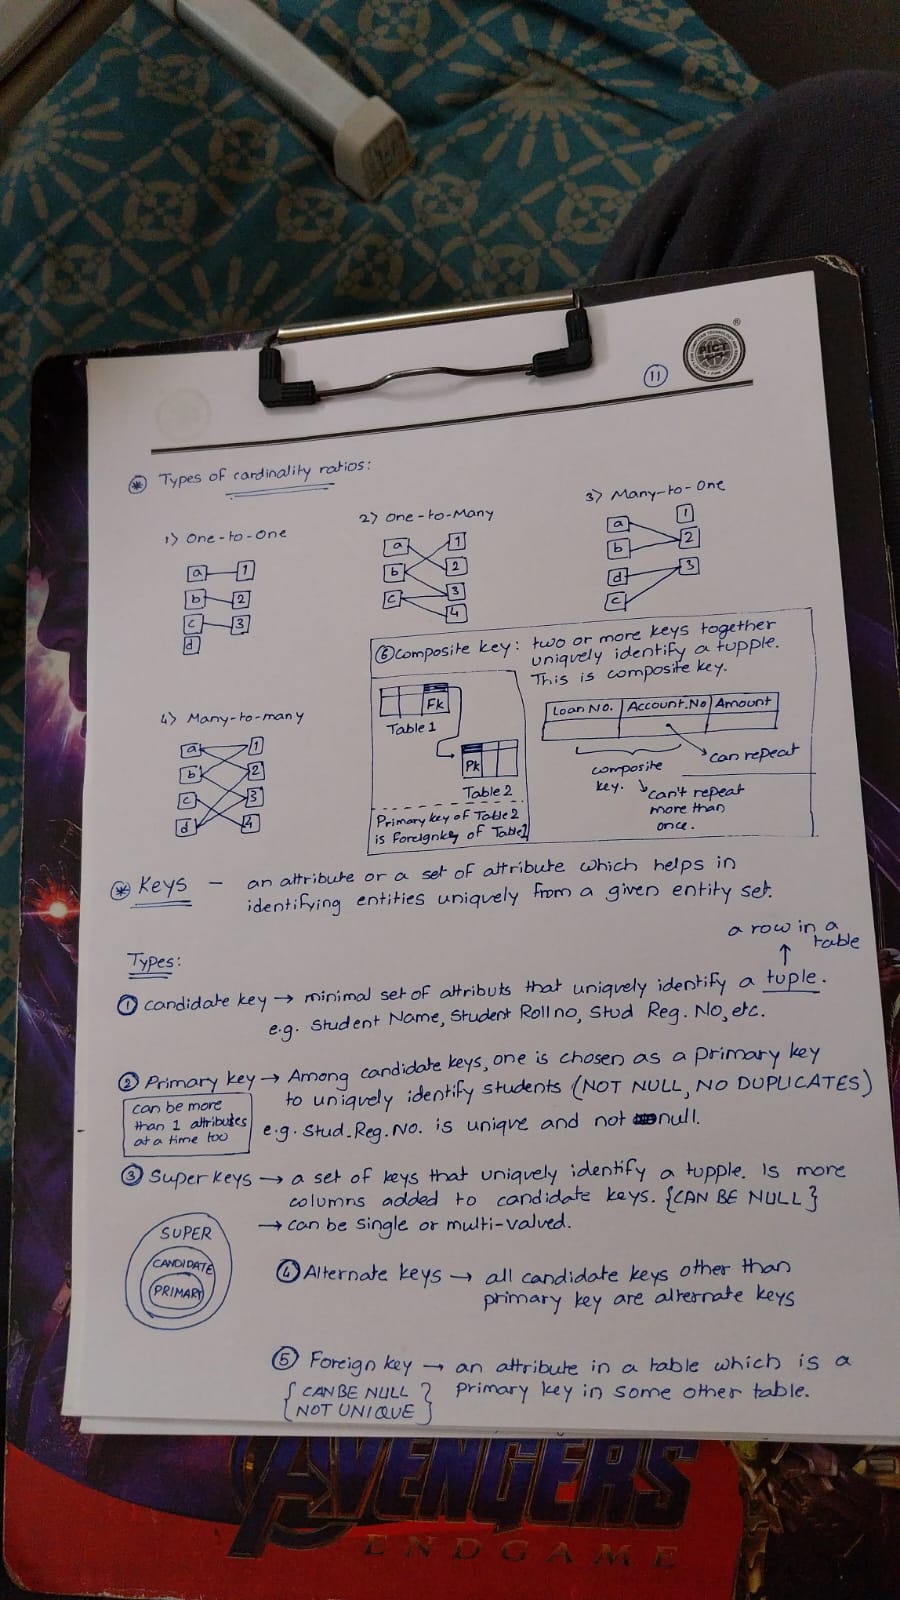 11
PICT
®
* Types of cardinality ratios:
1) One-to-One
a 1
b 2
c 3
d
2) One-to-Many
a 1
b 2
c 3
4
3) Many-to-One
a 1
b 2
d 3
c
4) Many-to-many
a 1
b 2
c 3
d 4
⑥ Composite key: two or more keys together
uniquely identify a tupple.
This is composite key.
FK
Table 1
PK
Table 2
Primary key of Table 2
is Foreignkey of Table1
Loan No. Account.No Amount
composite
key.
can repeat
can't repeat
more than
once.
* Keys – an attribute or a set of attribute which helps in
identifying entities uniquely from a given entity set.
a row in a
table
↑
Types:
① candidate key → minimal set of attributs that uniquely identify a tuple.
e.g. Student Name, Student Rollno, Stud Reg. No, etc.
② Primary key → Among candidate keys, one is chosen as a primary key
to uniquely identify students (NOT NULL, NO DUPLICATES)
can be more
than 1 attributes
at a time too
e.g. Stud.Reg.No. is unique and not null.
③ Super keys → a set of keys that uniquely identify a tupple. Is more
columns added to candidate keys. {CAN BE NULL}
→ can be single or multi-valued.
SUPER
CANDIDATE
PRIMARY
④ Alternate keys → all candidate keys other than
primary key are alternate keys
⑤ Foreign key → an attribute in a table which is a
primary key in some other table.
{ CAN BE NULL
NOT UNIQUE }
AVENGERS
ENDGAME